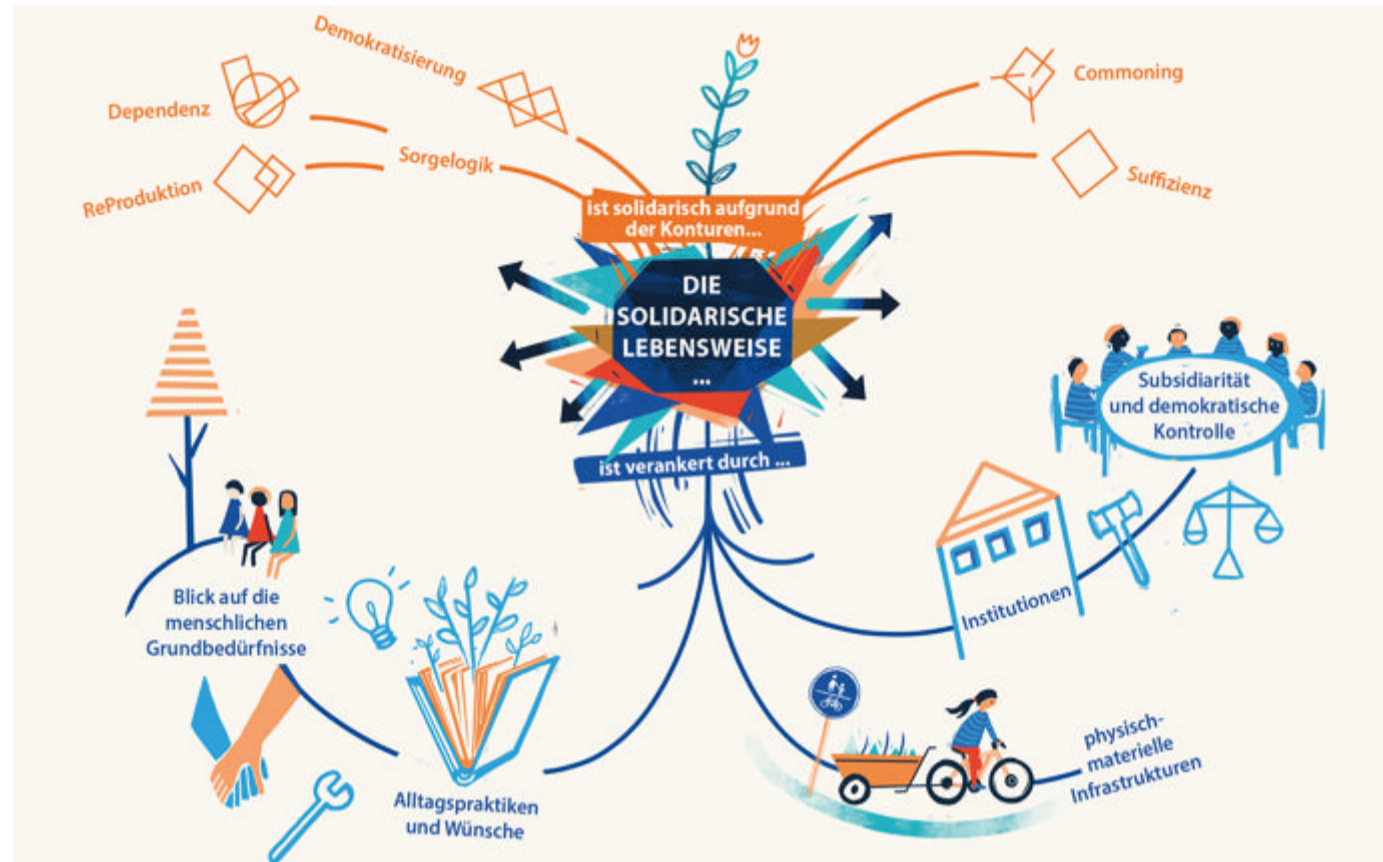 Demokratisierung
Dependenz
Sorgelogik
ReProduktion
Commoning
Suffizienz
ist solidarisch aufgrund
der Konturen...
DIE
SOLIDARISCHE
LEBENSWEISE
...
ist verankert durch ...
Subsidiarität
und demokratische
Kontrolle
Institutionen
Blick auf die
menschlichen
Grundbedürfnisse
Alltagspraktiken
und Wünsche
physisch-
materielle
Infrastrukturen